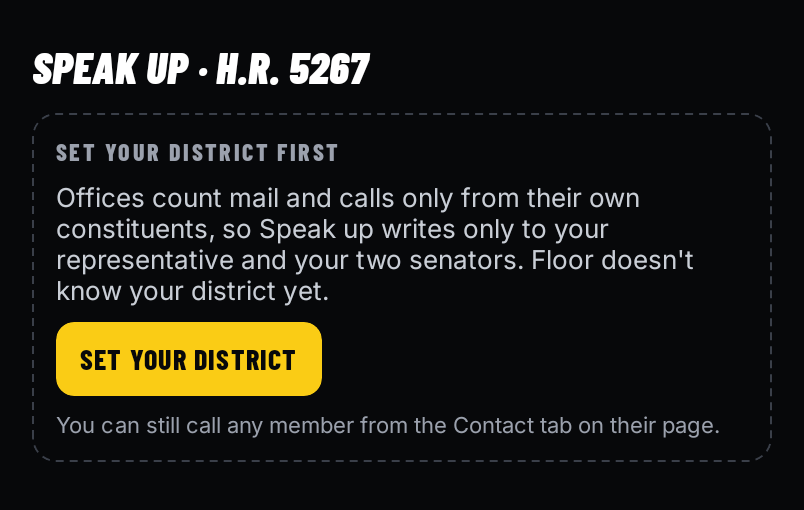 SPEAK UP · H.R. 5267
SET YOUR DISTRICT FIRST
Offices count mail and calls only from their own
constituents, so Speak up writes only to your
representative and your two senators. Floor doesn't
know your district yet.
SET YOUR DISTRICT
You can still call any member from the Contact tab on their page.